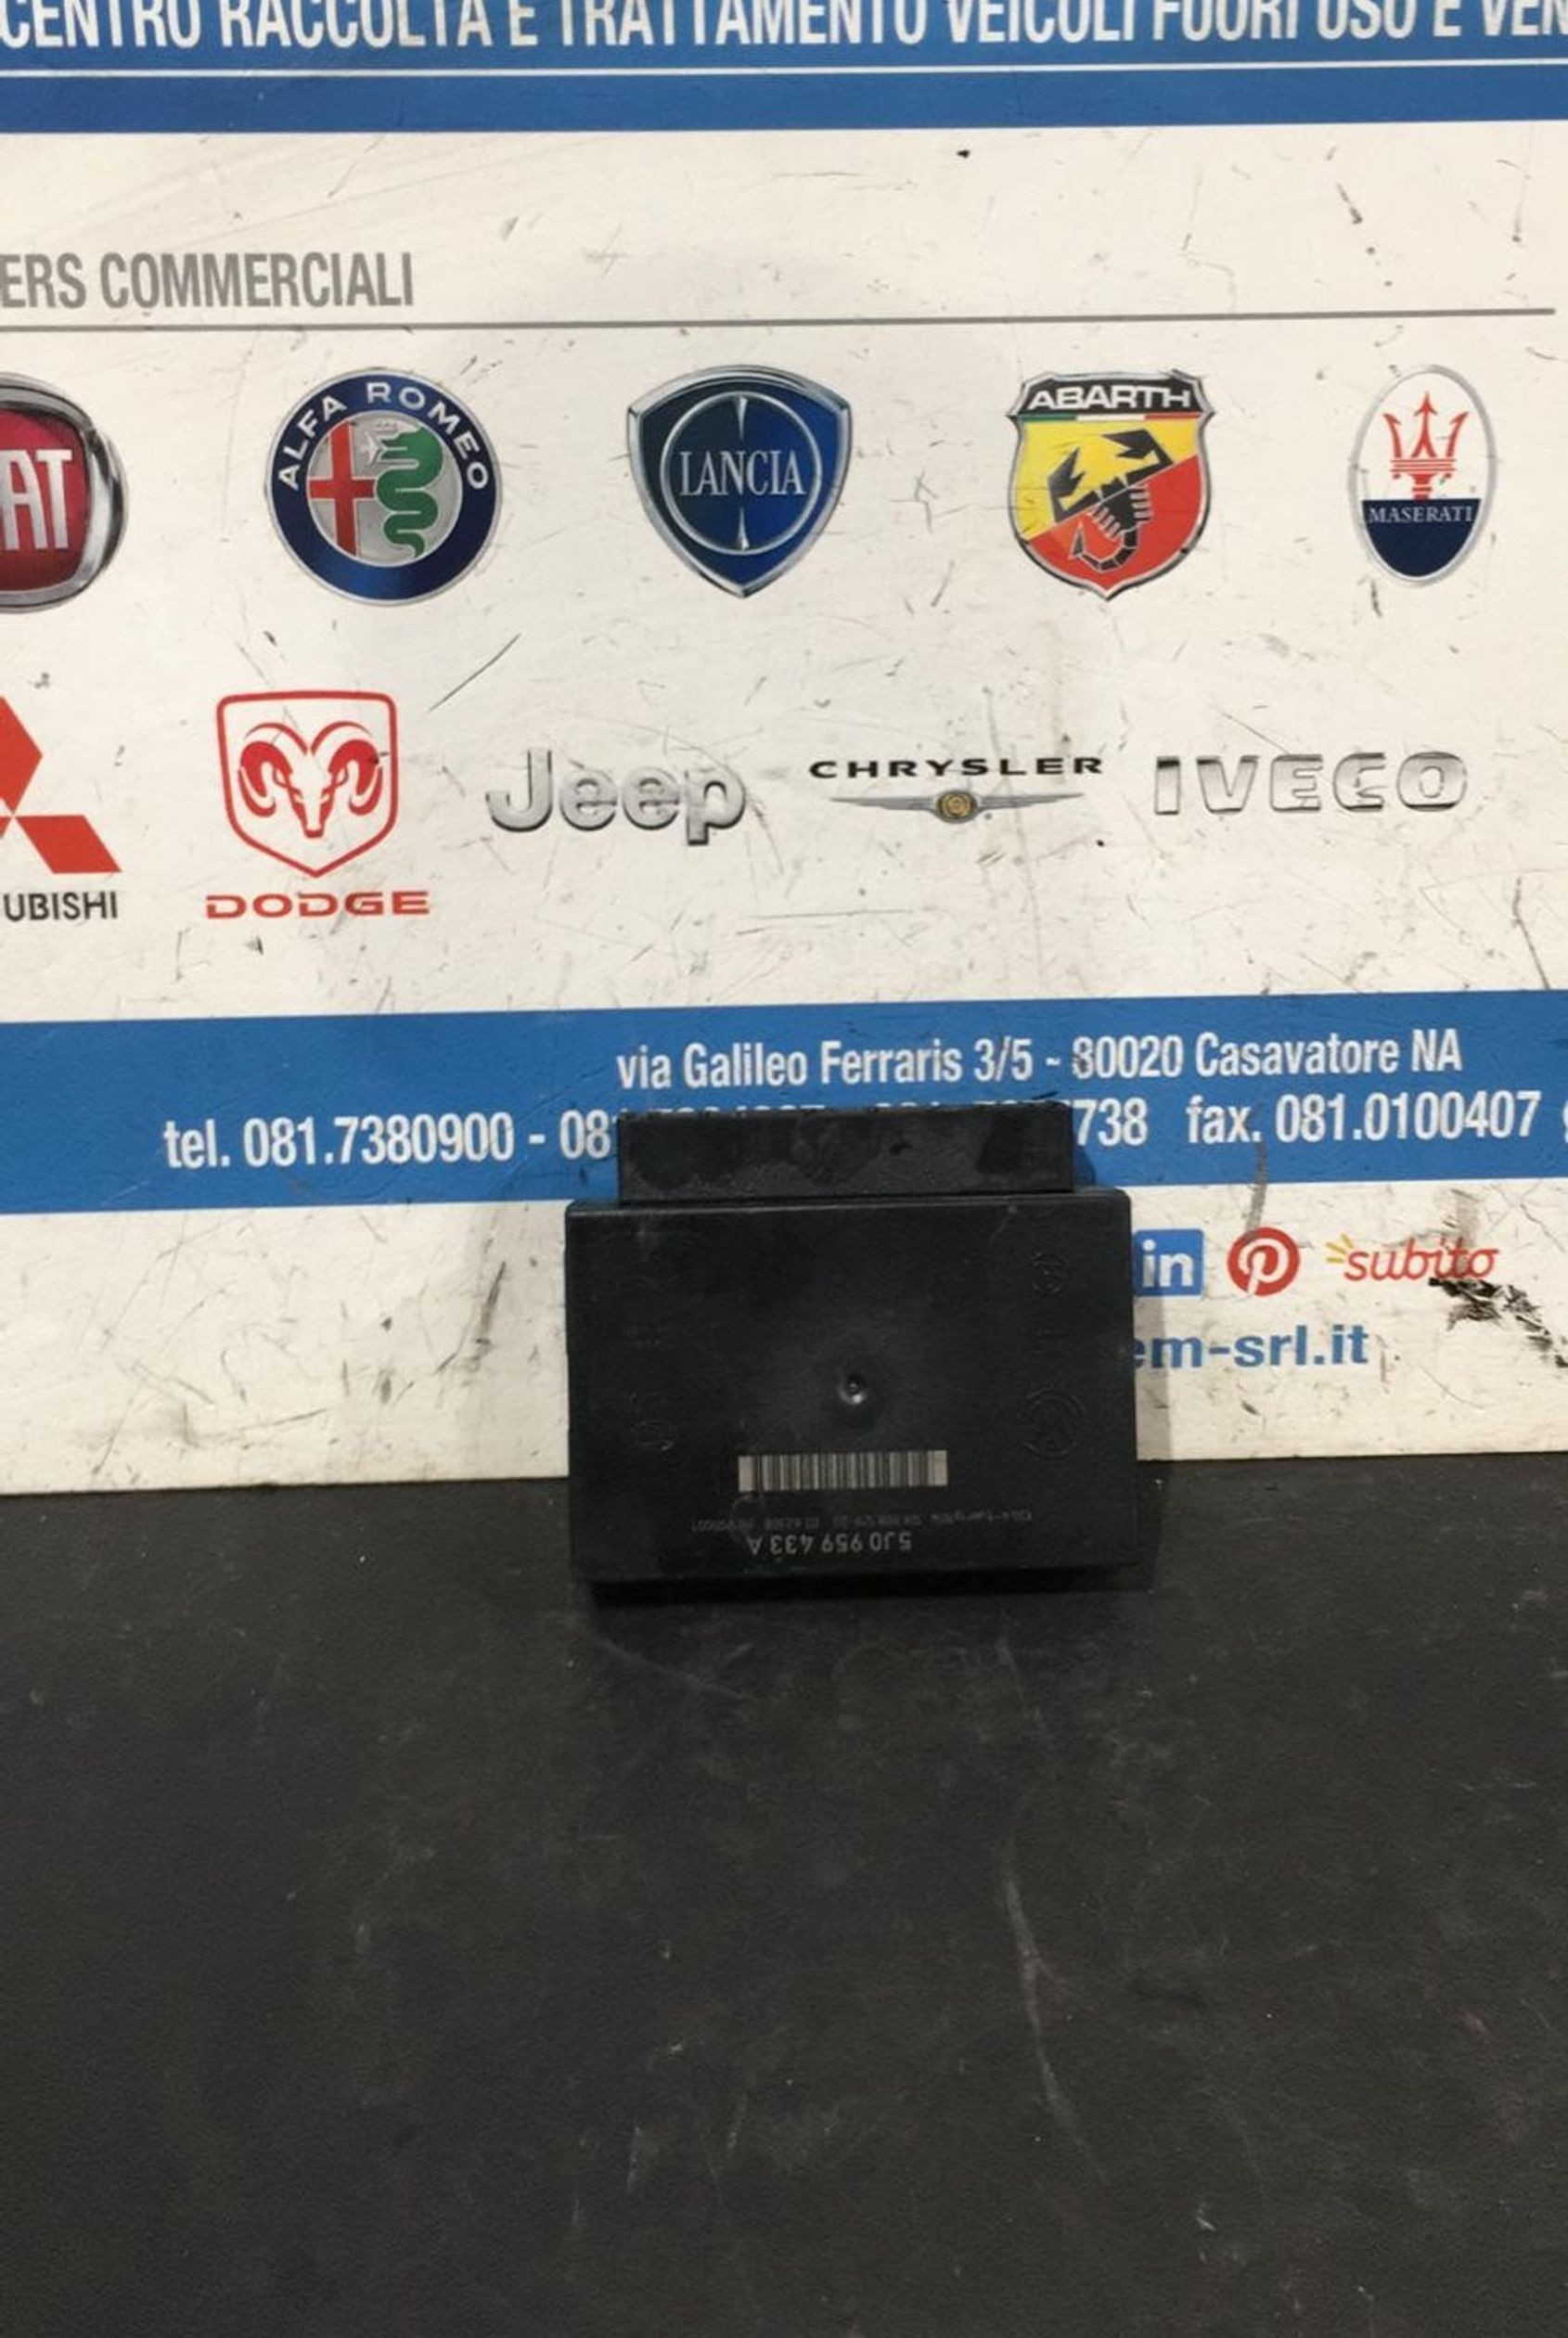 CENTRO RACCOLTA E TRATTAMENTO VEICOLI FUORI USO E VEN
ERS COMMERCIALI
AT
ALFA ROMEO
LANCIA
ABARTH
MASERATI
UBISHI
DODGE
Jeep
CHRYSLER
IVECO
via Galileo Ferraris 3/5 - 80020 Casavatore NA
tel. 081.7380900 - 081 738 fax. 081.0100407
in
subito
em-srl.it
5J0 959 433 A